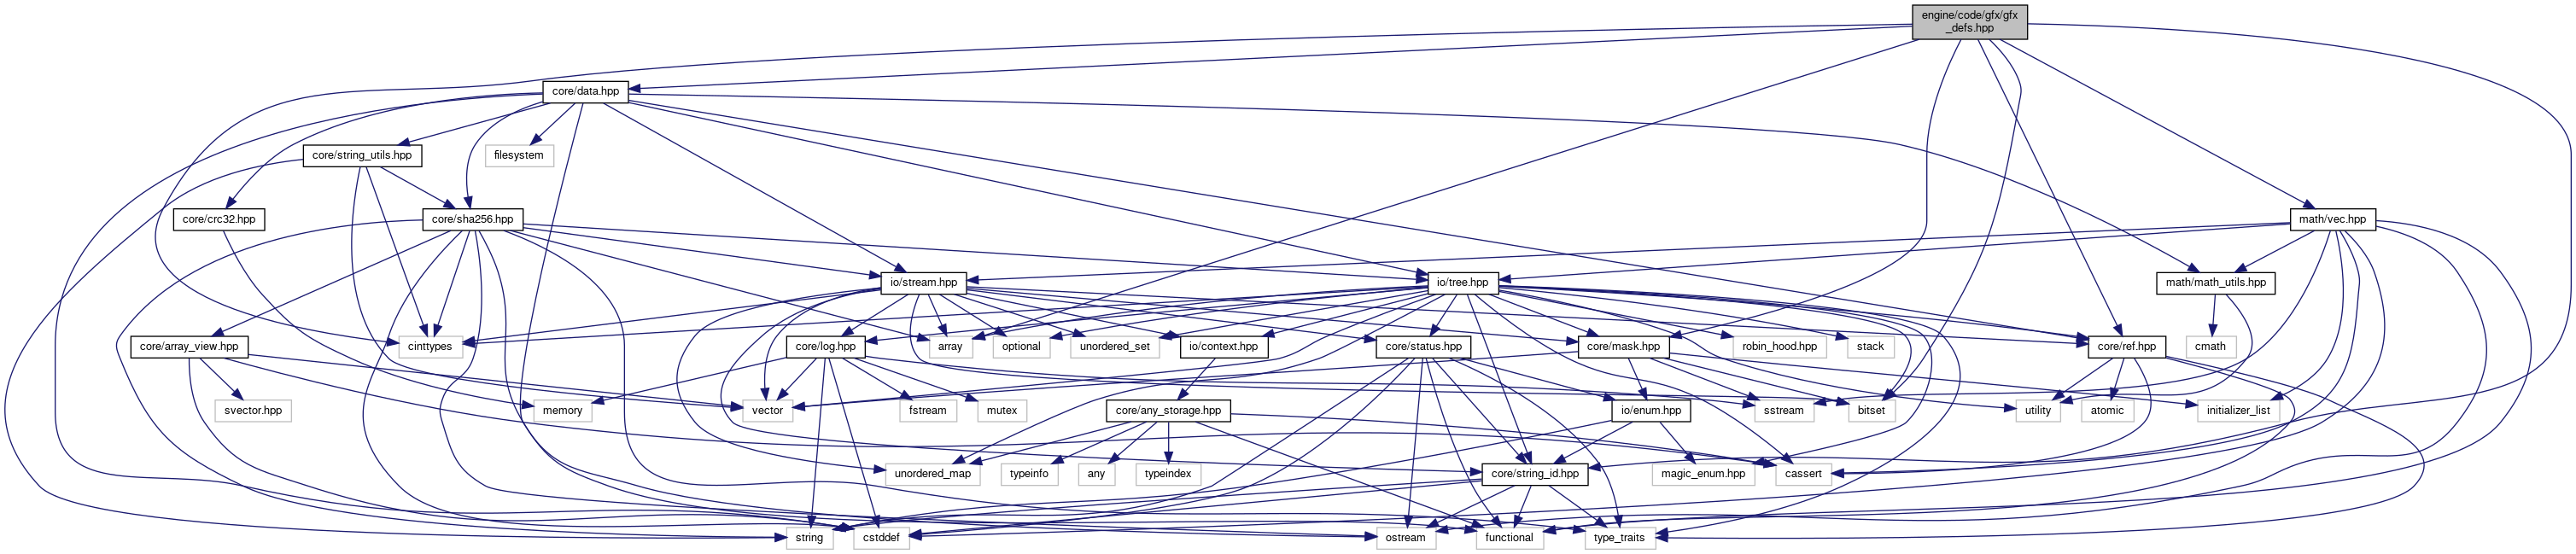 engine/code/gfx/gfx
_defs.hpp
core/data.hpp
core/string_utils.hpp
filesystem
core/crc32.hpp
core/sha256.hpp
math/vec.hpp
io/stream.hpp
io/tree.hpp
math/math_utils.hpp
core/array_view.hpp
cinttypes
core/log.hpp
array
optional
unordered_set
io/context.hpp
core/status.hpp
core/mask.hpp
robin_hood.hpp
stack
core/ref.hpp
cmath
svector.hpp
memory
vector
fstream
mutex
sstream
core/any_storage.hpp
io/enum.hpp
bitset
utility
atomic
initializer_list
unordered_map
typeinfo
any
typeindex
core/string_id.hpp
magic_enum.hpp
cassert
string
cstddef
ostream
functional
type_traits